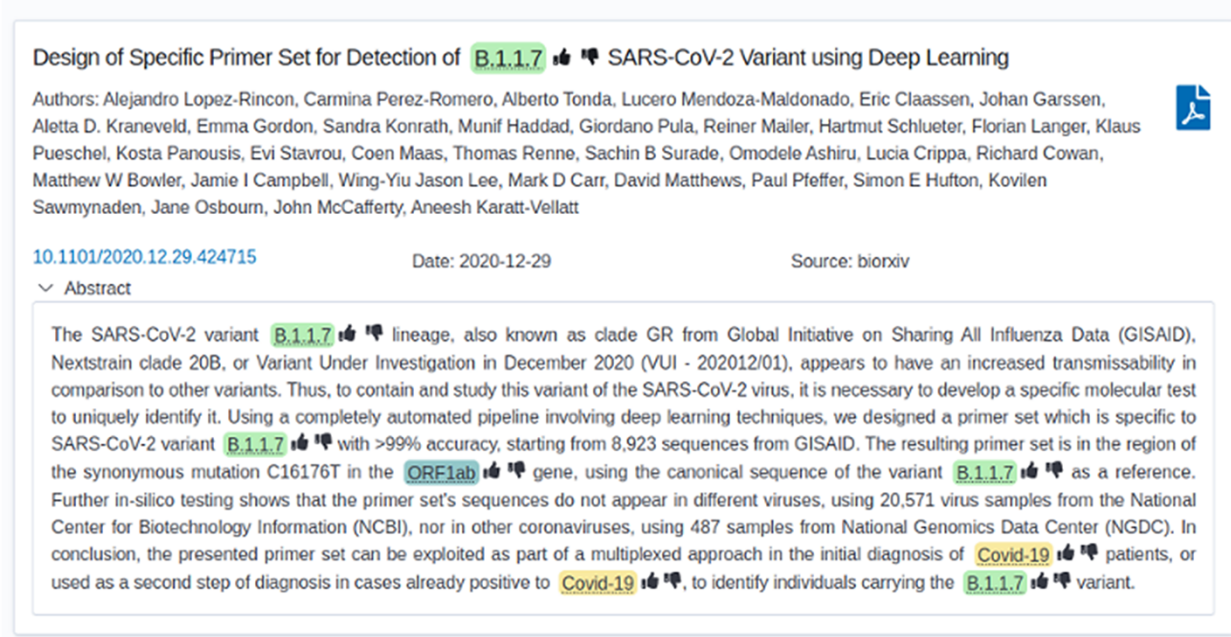 Design of Specific Primer Set for Detection of B.1.1.7 SARS-CoV-2 Variant using Deep Learning
Authors: Alejandro Lopez-Rincon, Carmina Perez-Romero, Alberto Tonda, Lucero Mendoza-Maldonado, Eric Claassen, Johan Garssen,
Aletta D. Kraneveld, Emma Gordon, Sandra Konrath, Munif Haddad, Giordano Pula, Reiner Mailer, Hartmut Schlueter, Florian Langer, Klaus
Pueschel, Kosta Panousis, Evi Stavrou, Coen Maas, Thomas Renne, Sachin B Surade, Omodele Ashiru, Lucia Crippa, Richard Cowan,
Matthew W Bowler, Jamie I Campbell, Wing-Yiu Jason Lee, Mark D Carr, David Matthews, Paul Pfeffer, Simon E Hufton, Kovilen
Sawmynaden, Jane Osbourn, John McCafferty, Aneesh Karatt-Vellatt
10.1101/2020.12.29.424715 Date: 2020-12-29 Source: biorxiv
Abstract
The SARS-CoV-2 variant B.1.1.7 lineage, also known as clade GR from Global Initiative on Sharing All Influenza Data (GISAID),
Nextstrain clade 20B, or Variant Under Investigation in December 2020 (VUI - 202012/01), appears to have an increased transmissability in
comparison to other variants. Thus, to contain and study this variant of the SARS-CoV-2 virus, it is necessary to develop a specific molecular test
to uniquely identify it. Using a completely automated pipeline involving deep learning techniques, we designed a primer set which is specific to
SARS-CoV-2 variant B.1.1.7 with >99% accuracy, starting from 8,923 sequences from GISAID. The resulting primer set is in the region of
the synonymous mutation C16176T in the ORF1ab gene, using the canonical sequence of the variant B.1.1.7 as a reference.
Further in-silico testing shows that the primer set's sequences do not appear in different viruses, using 20,571 virus samples from the National
Center for Biotechnology Information (NCBI), nor in other coronaviruses, using 487 samples from National Genomics Data Center (NGDC). In
conclusion, the presented primer set can be exploited as part of a multiplexed approach in the initial diagnosis of Covid-19 patients, or
used as a second step of diagnosis in cases already positive to Covid-19, to identify individuals carrying the B.1.1.7 variant.